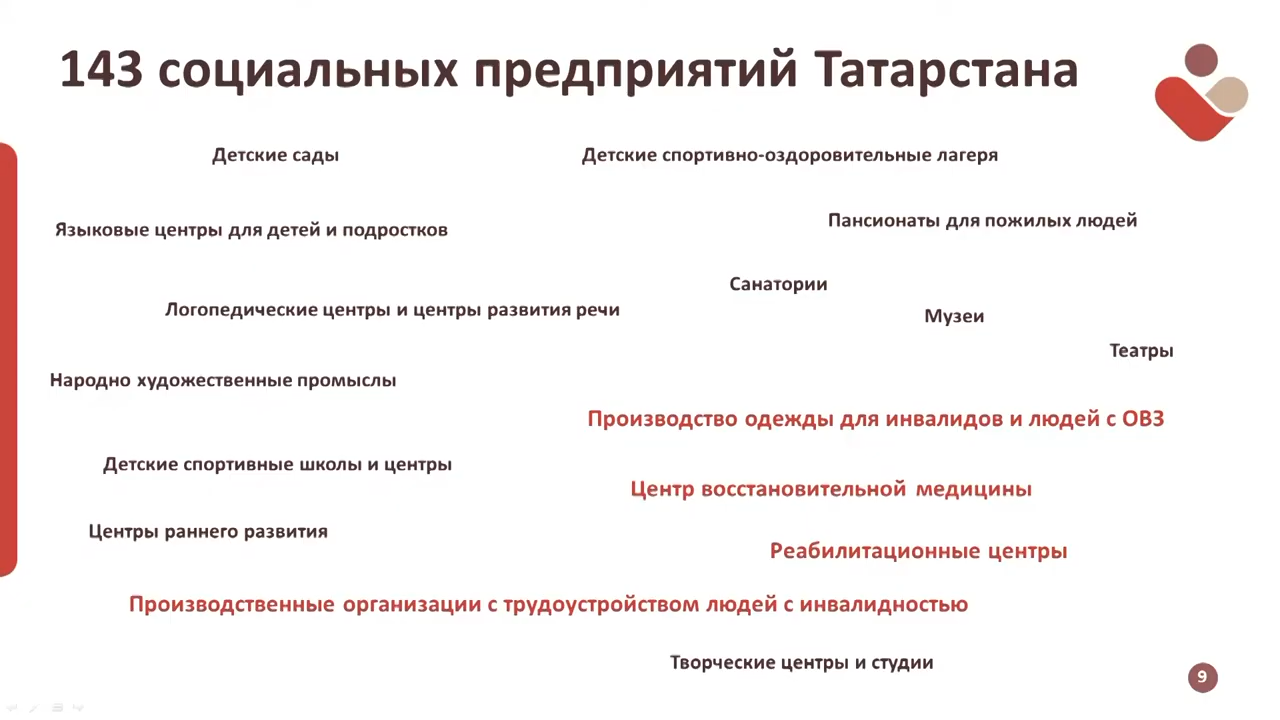 143 социальных предприятий Татарстана
Детские сады
Детские спортивно-оздоровительные лагеря
Языковые центры для детей и подростков
Пансионаты для пожилых людей
Санатории
Логопедические центры и центры развития речи
Музеи
Театры
Народно художественные промыслы
Производство одежды для инвалидов и людей с ОВЗ
Детские спортивные школы и центры
Центр восстановительной медицины
Центры раннего развития
Реабилитационные центры
Производственные организации с трудоустройством людей с инвалидностью
Творческие центры и студии
9